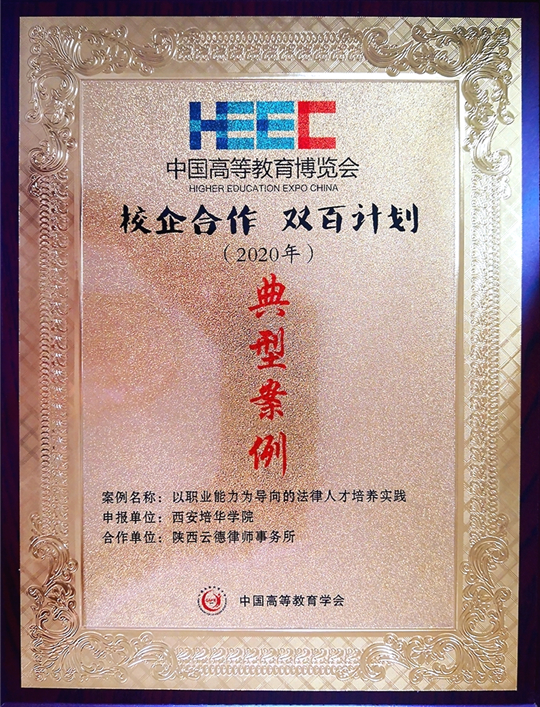 HEEC
中国高等教育博览会
HIGHER EDUCATION EXPO CHINA
校企合作 双百计划
（2020年）
典型案例
案例名称：以职业能力为导向的法律人才培养实践
申报单位：西安培华学院
合作单位：陕西云德律师事务所
中国高等教育学会